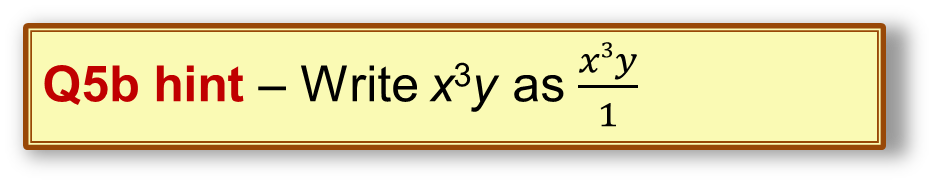 Q5b hint – Write x³y as x³y/1